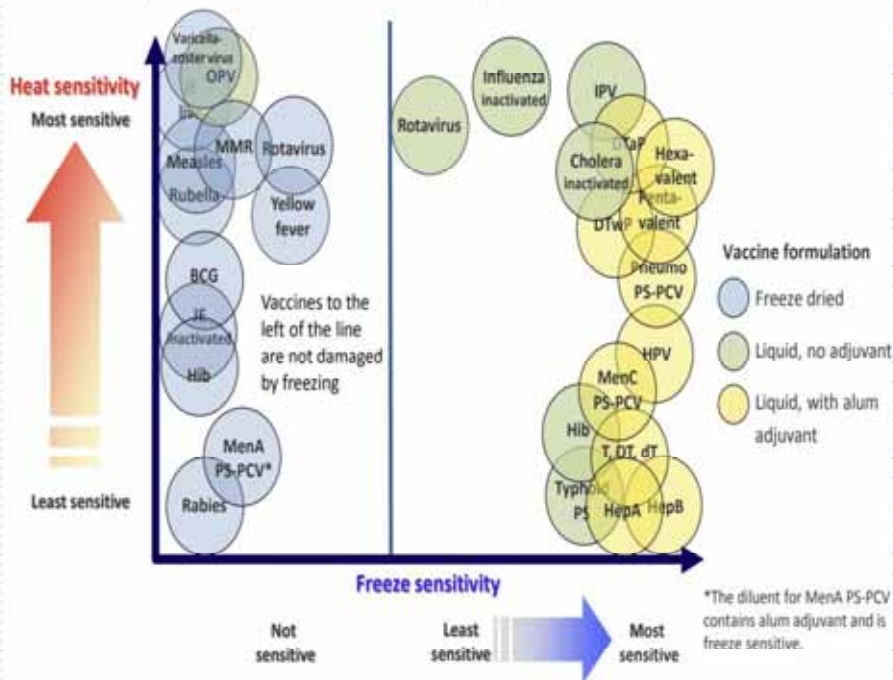 Heat sensitivity
Most sensitive
Least sensitive
Varicella-
zoster virus
OPV
MMR
Measles
Rubella
Rotavirus
Yellow
fever
BCG
JE
inactivated
Hib
MenA
PS-PCV*
Rabies
Vaccines to the
left of the line
are not damaged
by freezing
Rotavirus
Influenza
inactivated
IPV
DTaP
Cholera
inactivated
Hexa-
valent
Penta-
valent
DTwP
Pneumo
PS-PCV
HPV
MenC
PS-PCV
Hib
T, DT, dT
Typhoid
PS
HepA
HepB
Vaccine formulation
Freeze dried
Liquid, no adjuvant
Liquid, with alum
adjuvant
Freeze sensitivity
Not
sensitive
Least
sensitive
Most
sensitive
*The diluent for MenA PS-PCV
contains alum adjuvant and is
freeze sensitive.